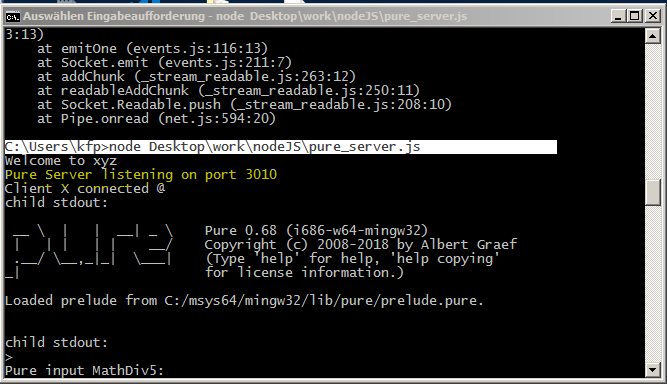 Auswählen Eingabeaufforderung - node  Desktop\work\nodeJS\pure_server.js
3:13)
    at emitOne (events.js:116:13)
    at Socket.emit (events.js:211:7)
    at addChunk (_stream_readable.js:263:12)
    at readableAddChunk (_stream_readable.js:250:11)
    at Socket.Readable.push (_stream_readable.js:208:10)
    at Pipe.onread (net.js:594:20)
C:\Users\kfp>node Desktop\work\nodeJS\pure_server.js
Welcome to xyz
Pure Server listening on port 3010
Client X connected @
child stdout:
 __ \  |   |  __| _ \    Pure 0.68 (i686-w64-mingw32)
 |   | |   | |    __/    Copyright (c) 2008-2018 by Albert Graef
 .__/ \__,_|_|  \___|    (Type 'help' for help, 'help copying'
_|                       for license information.)
Loaded prelude from C:/msys64/mingw32/lib/pure/prelude.pure.
child stdout:
>
Pure input MathDiv5: